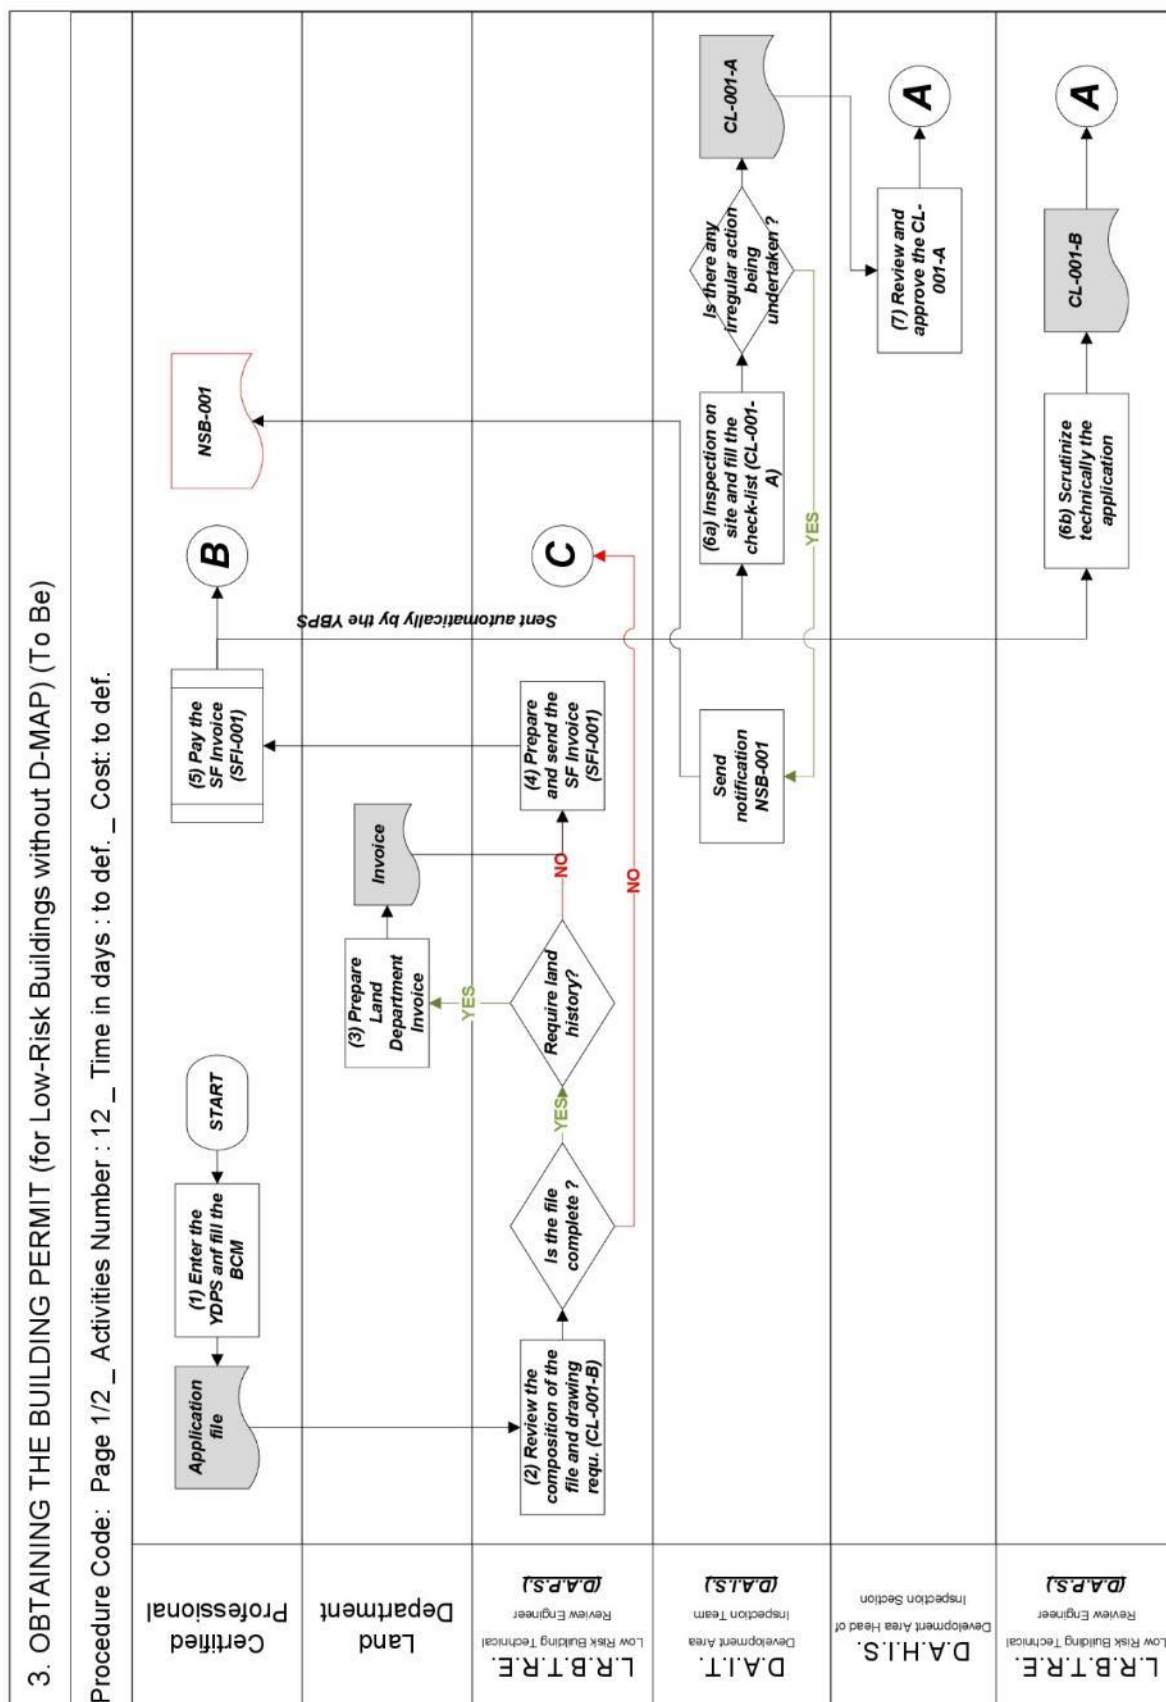 3. OBTAINING THE BUILDING PERMIT (for Low-Risk Buildings without D-MAP) (To Be)
Procedure Code: Page 1/2 _ Activities Number : 12 _ Time in days : to def. _ Cost: to def.
Certified
Professional
Application
file
(1) Enter the
YDPS anf fill the
BCM
START
(5) Pay the
SF Invoice
(SFI-001)
B
NSB-001
Land
Department
(3) Prepare
Land
Department
Invoice
Invoice
Sent automatically by the YBPS
L.R.B.T.R.E.
Low Risk Building Technical
Review Engineer
(D.A.P.S.)
(2) Review the
composition of the
file and drawing
requ. (CL-001-B)
Is the file
complete ?
YES
Require land
history?
YES
NO
(4) Prepare
and send the
SF Invoice
(SFI-001)
C
NO
D.A.I.T.
Development Area
Inspection Team
(D.A.I.S.)
Send
notification
NSB-001
(6a) Inspection on
site and fill the
check-list (CL-001-
A)
Is there any
irregular action
being
undertaken ?
CL-001-A
YES
D.A.H.I.S.
Development Area Head of
Inspection Section
(7) Review and
approve the CL-
001-A
A
L.R.B.T.R.E.
Low Risk Building Technical
Review Engineer
(D.A.P.S.)
(6b) Scrutinize
technically the
application
CL-001-B
A